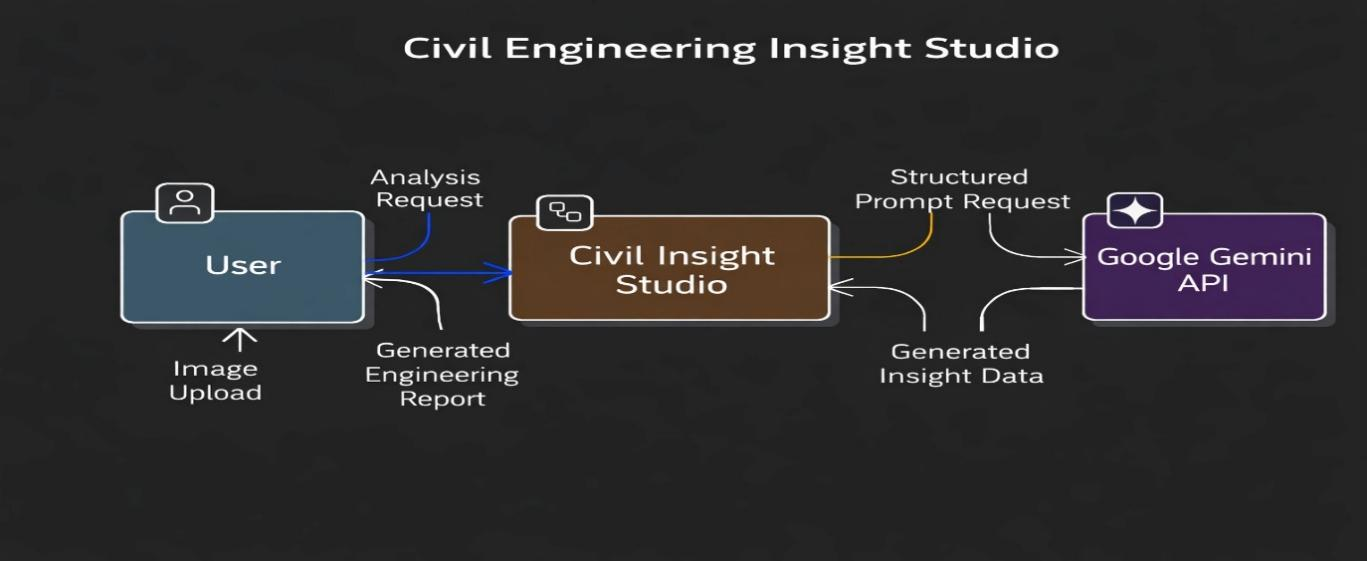 Civil Engineering Insight Studio
Analysis
Request
Structured
Prompt Request
User
Civil Insight
Studio
Google Gemini
API
Image
Upload
Generated
Engineering
Report
Generated
Insight Data